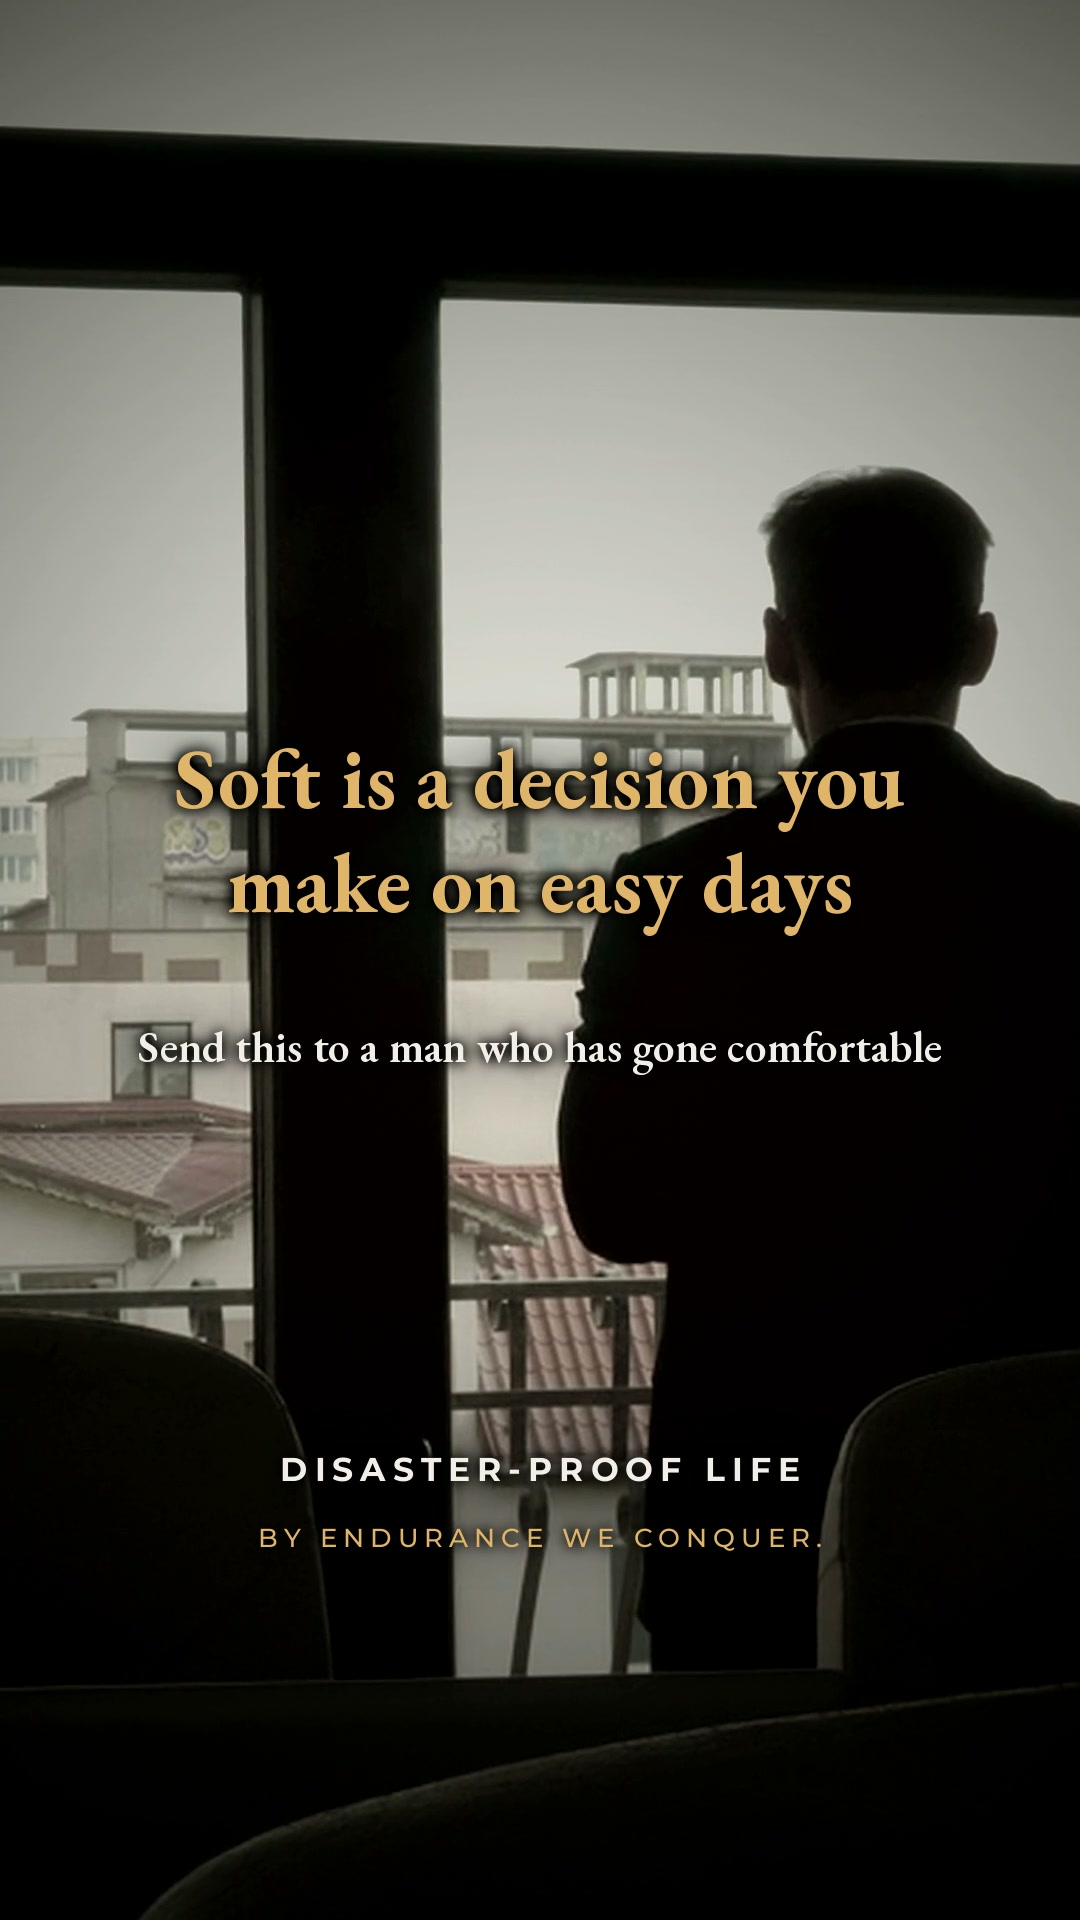 Soft is a decision you
make on easy days
Send this to a man who has gone comfortable
DISASTER-PROOF LIFE
BY ENDURANCE WE CONQUER.